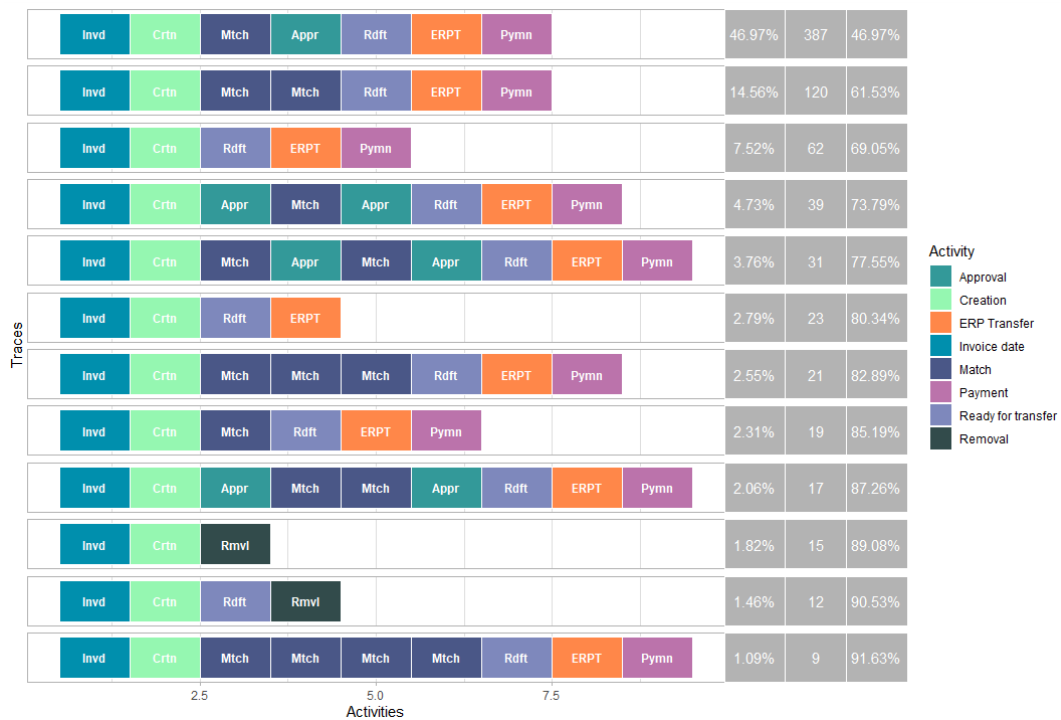 Invd Crtn Mtch Appr Rdft ERPT Pymn 46.97% 387 46.97%
Invd Crtn Mtch Mtch Rdft ERPT Pymn 14.56% 120 61.53%
Invd Crtn Rdft ERPT Pymn 7.52% 62 69.05%
Invd Crtn Appr Mtch Appr Rdft ERPT Pymn 4.73% 39 73.79%
Invd Crtn Mtch Appr Mtch Appr Rdft ERPT Pymn 3.76% 31 77.55%
Invd Crtn Rdft ERPT 2.79% 23 80.34%
Invd Crtn Mtch Mtch Mtch Rdft ERPT Pymn 2.55% 21 82.89%
Invd Crtn Mtch Rdft ERPT Pymn 2.31% 19 85.19%
Invd Crtn Appr Mtch Mtch Appr Rdft ERPT Pymn 2.06% 17 87.26%
Invd Crtn Rmvl 1.82% 15 89.08%
Invd Crtn Rdft Rmvl 1.46% 12 90.53%
Invd Crtn Mtch Mtch Mtch Mtch Rdft ERPT Pymn 1.09% 9 91.63%
Traces
2.5 5.0 7.5
Activities
Activity
Approval
Creation
ERP Transfer
Invoice date
Match
Payment
Ready for transfer
Removal